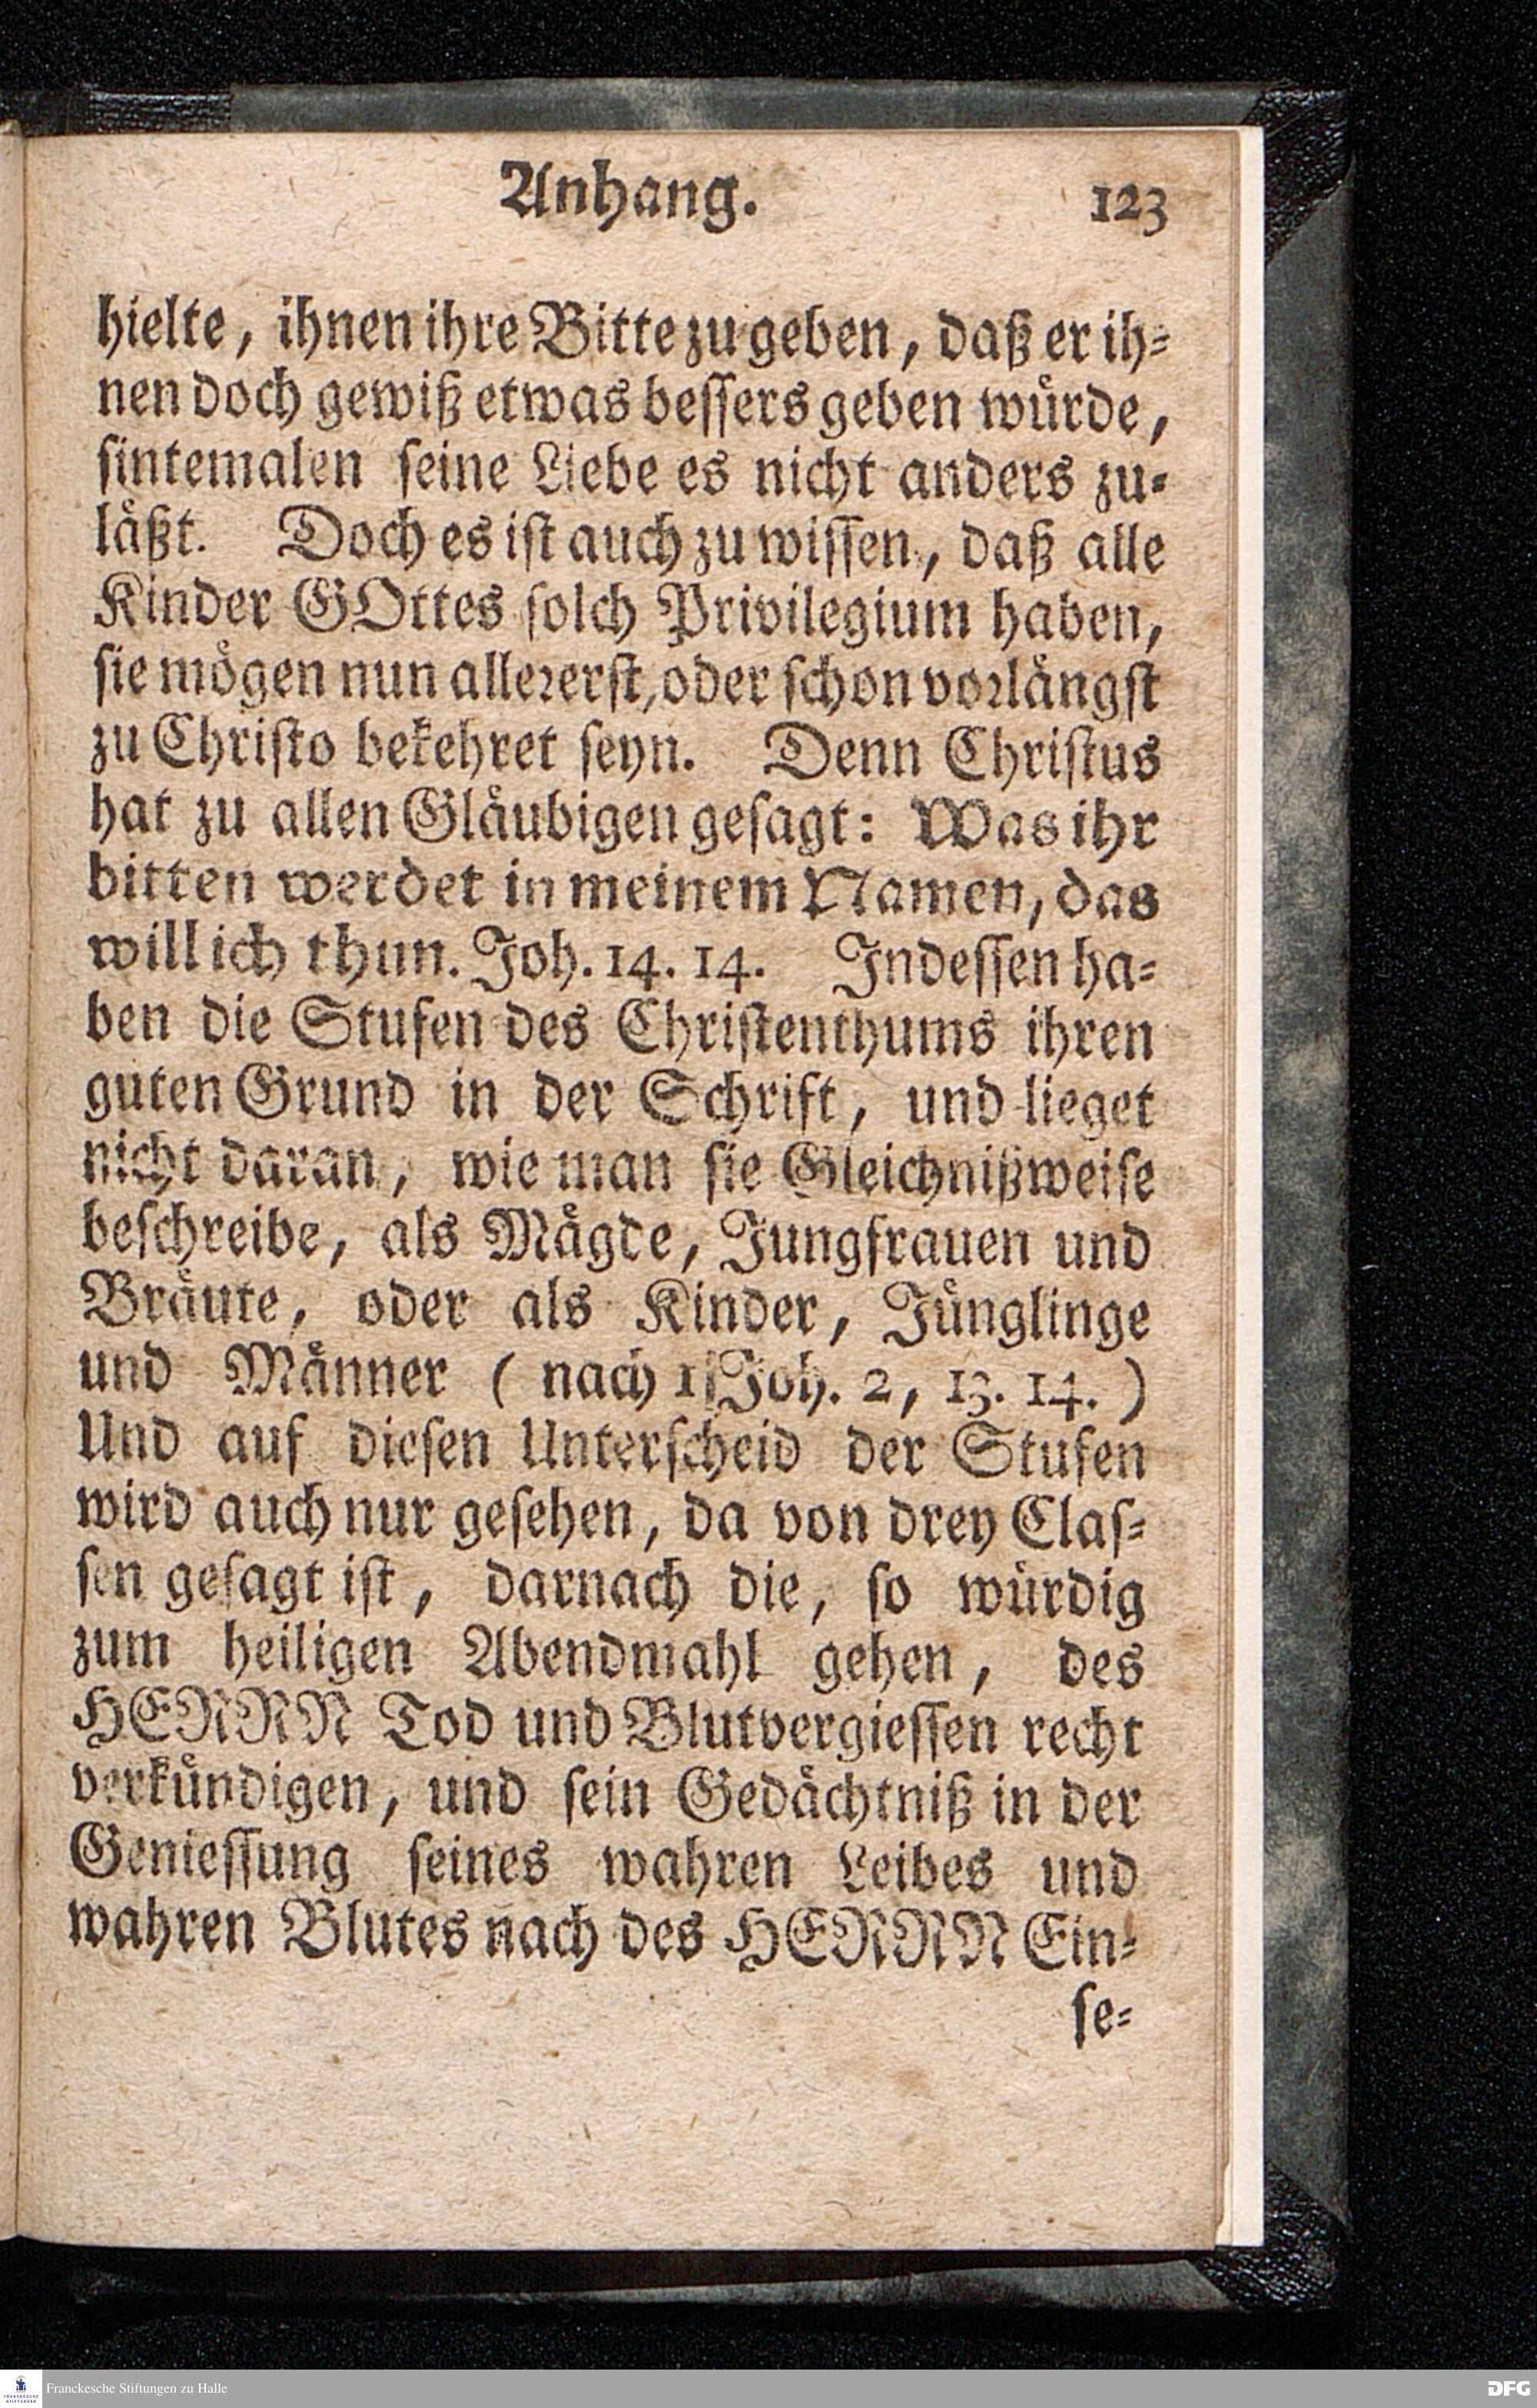 Anhang. 123
hielte, ihnen ihre Bitte zu geben, daß er ih=
nen doch gewiß etwas bessers geben würde,
sintemalen seine Liebe es nicht anders zu=
läßt. Doch es ist auch zu wissen, daß alle
Kinder GOttes solch Privilegium haben,
sie mögen nun allererst, oder schon vorlängst
zu Christo bekehret seyn. Denn Christus
hat zu allen Gläubigen gesagt: Was ihr
bitten werdet in meinem Namen, das
will ich thun. Joh. 14. 14. Indessen ha=
ben die Stufen des Christenthums ihren
guten Grund in der Schrift, und lieget
nicht daran, wie man sie Gleichnißweise
beschreibe, als Mägde, Jungfrauen und
Bräute, oder als Kinder, Jünglinge
und Männer ( nach 1 Joh. 2, 13. 14. )
Und auf diesen Unterscheid der Stufen
wird auch nur gesehen, da von drey Clas=
sen gesagt ist, darnach die, so würdig
zum heiligen Abendmahl gehen, des
HERRN Tod und Blutvergiessen recht
verkündigen, und sein Gedächtniß in der
Geniessung seines wahren Leibes und
wahren Blutes nach des HERRN Ein=
se=
FRANCKESCHE STIFTUNGEN
Franckesche Stiftungen zu Halle
DFG